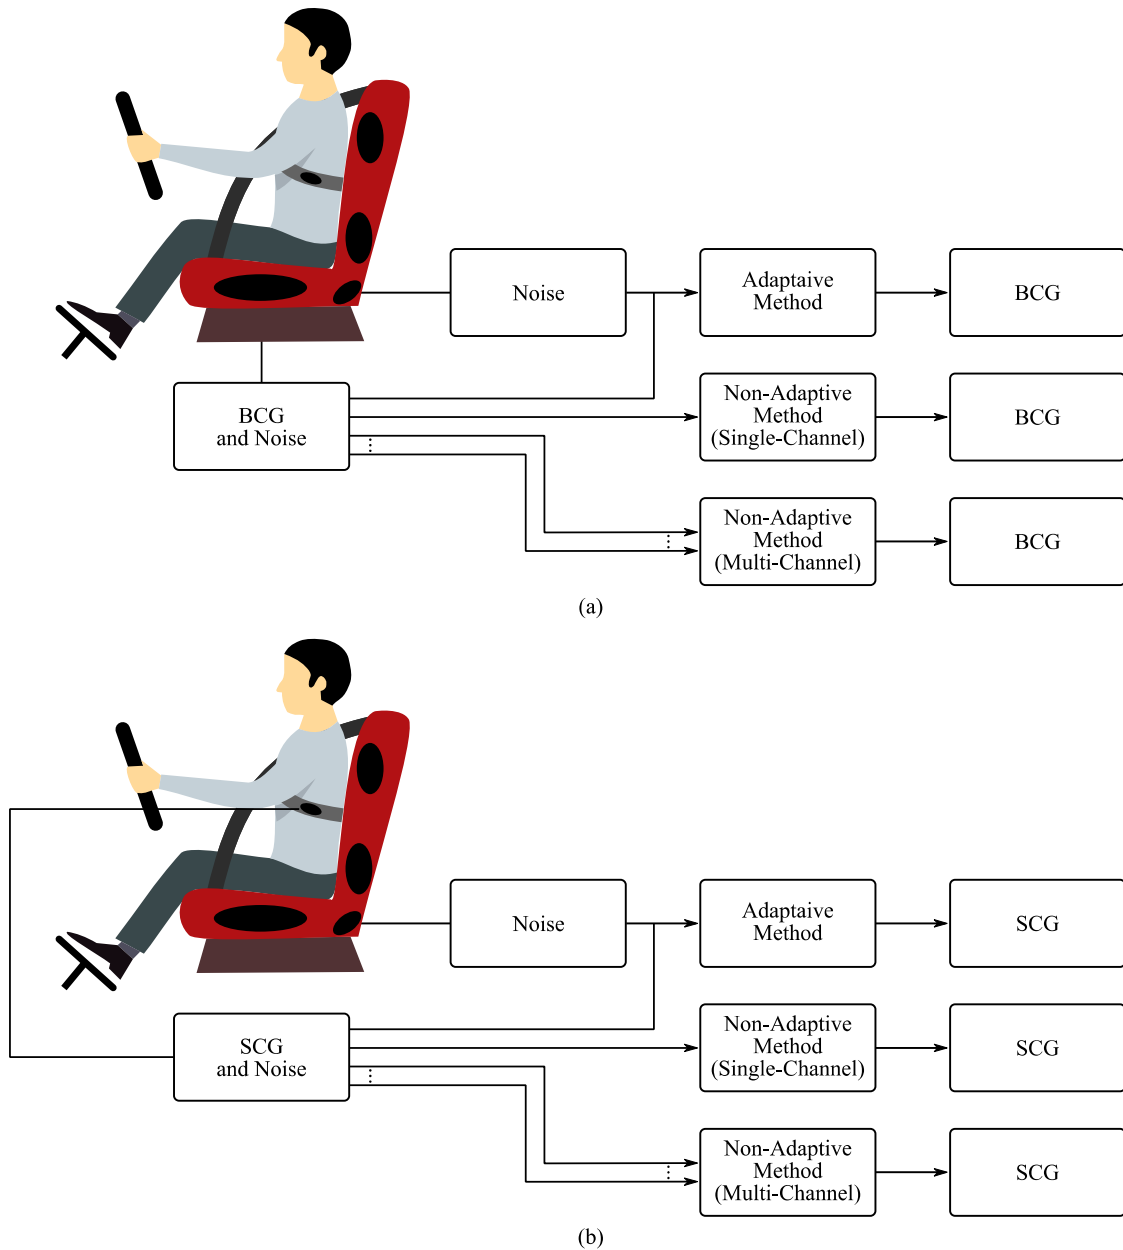 Noise
Adaptaive
Method
BCG
BCG
and Noise
Non-Adaptive
Method
(Single-Channel)
BCG
Non-Adaptive
Method
(Multi-Channel)
BCG
(a)
Noise
Adaptaive
Method
SCG
SCG
and Noise
Non-Adaptive
Method
(Single-Channel)
SCG
Non-Adaptive
Method
(Multi-Channel)
SCG
(b)